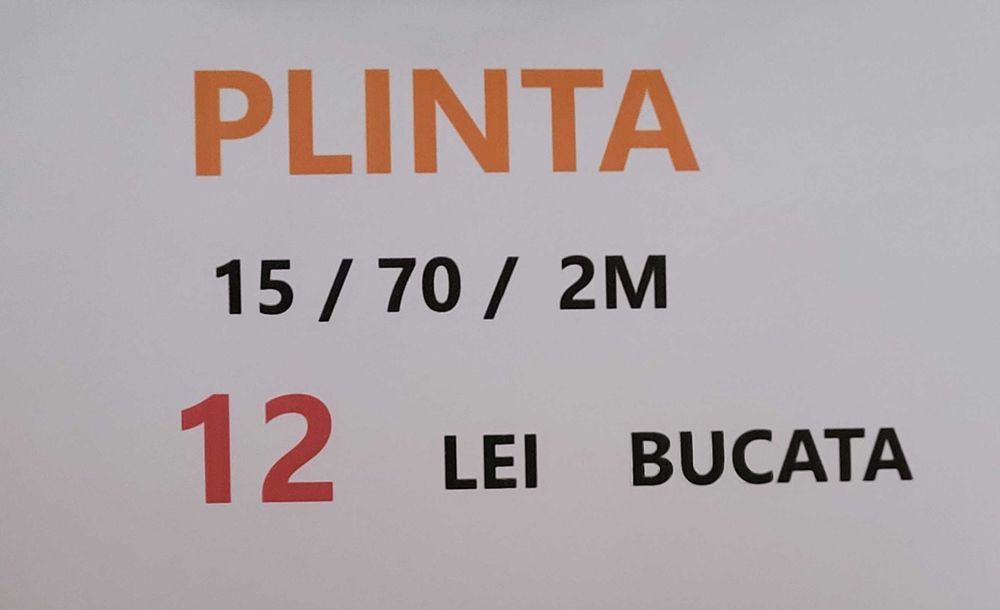 PLINTA
15 / 70 / 2M
12 LEI BUCATA